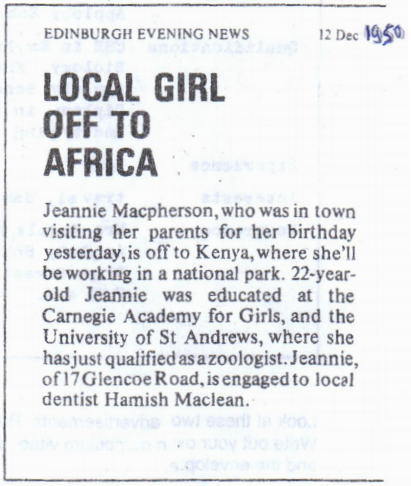 EDINBURGH EVENING NEWS 12 Dec 1950
LOCAL GIRL
OFF TO
AFRICA
Jeannie Macpherson, who was in town
visiting her parents for her birthday
yesterday, is off to Kenya, where she'll
be working in a national park. 22-year-
old Jeannie was educated at the
Carnegie Academy for Girls, and the
University of St Andrews, where she
has just qualified as a zoologist. Jeannie,
of 17 Glencoe Road, is engaged to local
dentist Hamish Maclean.